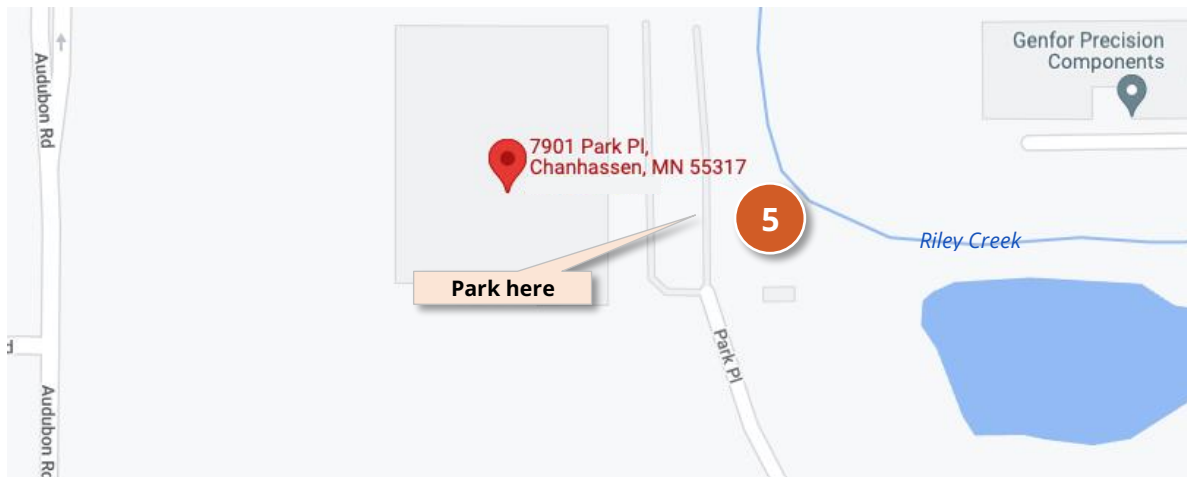 Audubon Rd
Genfor Precision
Components
7901 Park Pl,
Chanhassen, MN 55317
5
Riley Creek
Park here
d
Park Pl
Audubon Rd